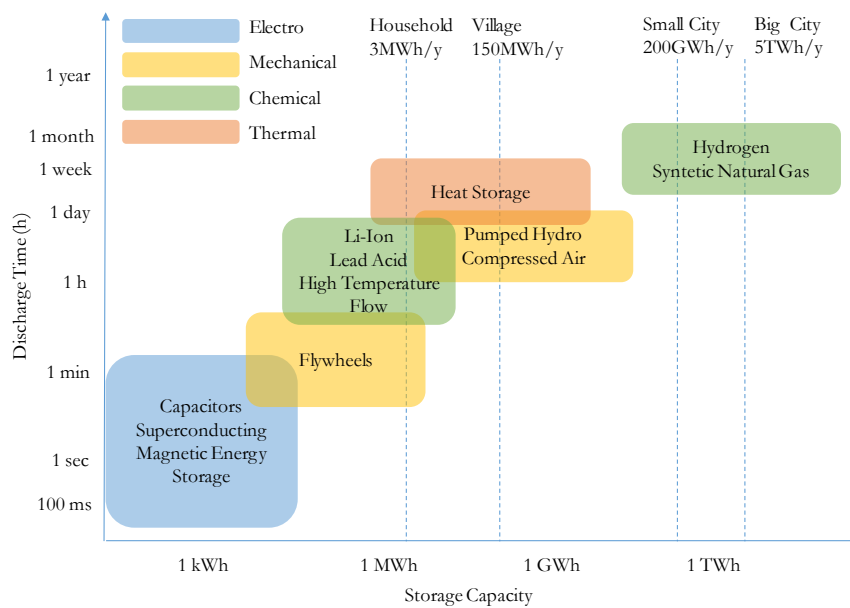 Electro
Mechanical
Chemical
Thermal
Household
3MWh/y
Village
150MWh/y
Small City
200GWh/y
Big City
5TWh/y
Discharge Time (h)
1 year
1 month
1 week
1 day
1 h
1 min
1 sec
100 ms
Hydrogen
Syntetic Natural Gas
Heat Storage
Pumped Hydro
Compressed Air
Li-Ion
Lead Acid
High Temperature
Flow
Flywheels
Capacitors
Superconducting
Magnetic Energy
Storage
1 kWh
1 MWh
1 GWh
1 TWh
Storage Capacity